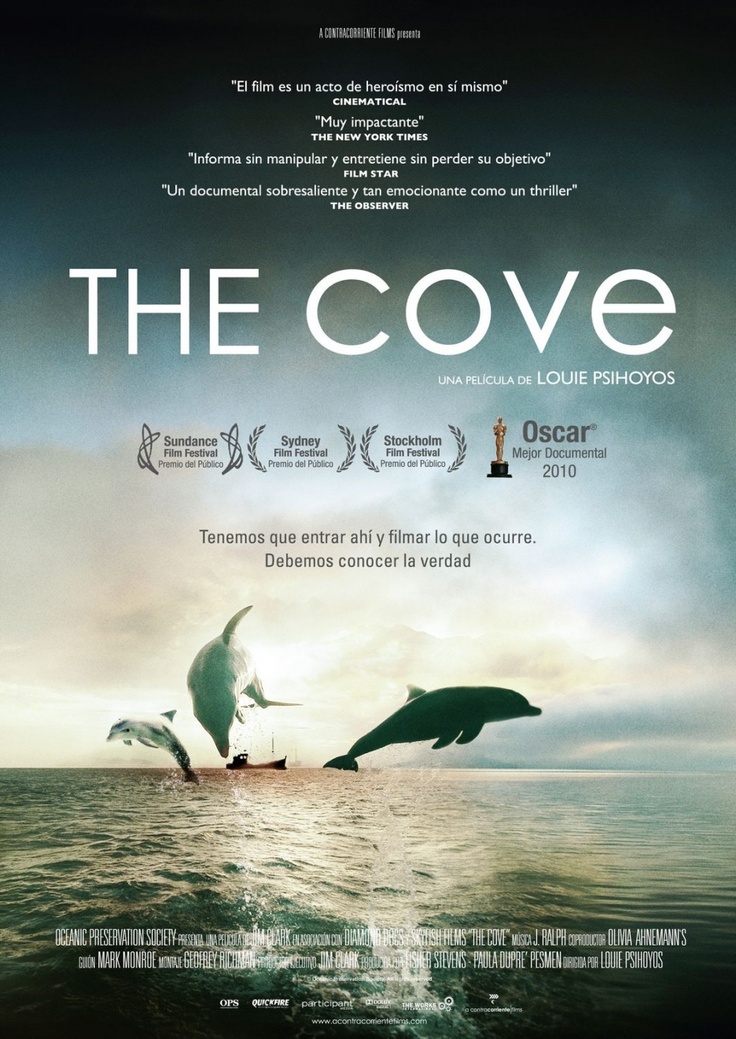 A CONTRACORRIENTE FILMS presenta
"El film es un acto de heroísmo en sí mismo"
CINEMATICAL
"Muy impactante"
THE NEW YORK TIMES
"Informa sin manipular y entretiene sin perder su objetivo"
FILM STAR
"Un documental sobresaliente y tan emocionante como un thriller"
THE OBSERVER
THE COVE
UNA PELÍCULA DE LOUIE PSIHOYOS
Sundance
Film Festival
Premio del Público
Sydney
Film Festival
Premio del Público
Stockholm
Film Festival
Premio del Público
Oscar®
Mejor Documental
2010
Tenemos que entrar ahí y filmar lo que ocurre.
Debemos conocer la verdad
OCEANIC PRESERVATION SOCIETY PRESENTA UNA PELÍCULA DE JIM CLARK EN ASOCIACIÓN CON DIAMOND DOCS Y SKYFISH FILMS "THE COVE" MÚSICA J. RALPH COPRODUCTOR OLIVIA AHNEMANN'S
GUIÓN MARK MONROE MONTAJE GEOFREY RICHMAN EJECUTIVO JIM CLARK PRODUCIDA POR FISHER STEVENS PAULA DUPRE' PESMEN DIRIGIDA POR LOUIE PSIHOYOS
OPS QUICKFIRE participant THE WORKS a contracorriente films
www.acontracorrientefilms.com